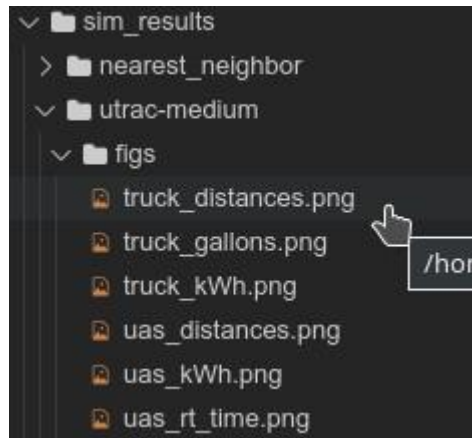 sim_results
nearest_neighbor
utrac-medium
figs
truck_distances.png
truck_gallons.png
/hor
truck_kWh.png
uas_distances.png
uas_kWh.png
uas_rt_time.png